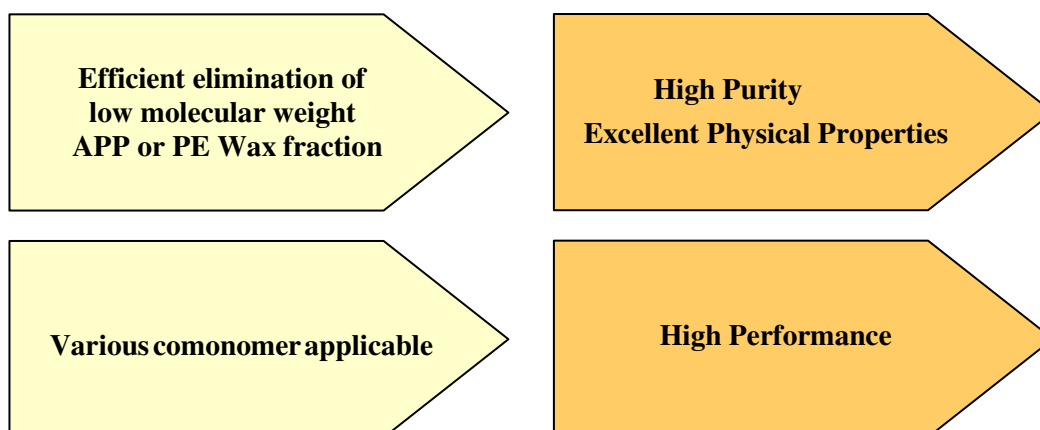 Efficient elimination of
low molecular weight
APP or PE Wax fraction
High Purity
Excellent Physical Properties
Various comonomer applicable
High Performance